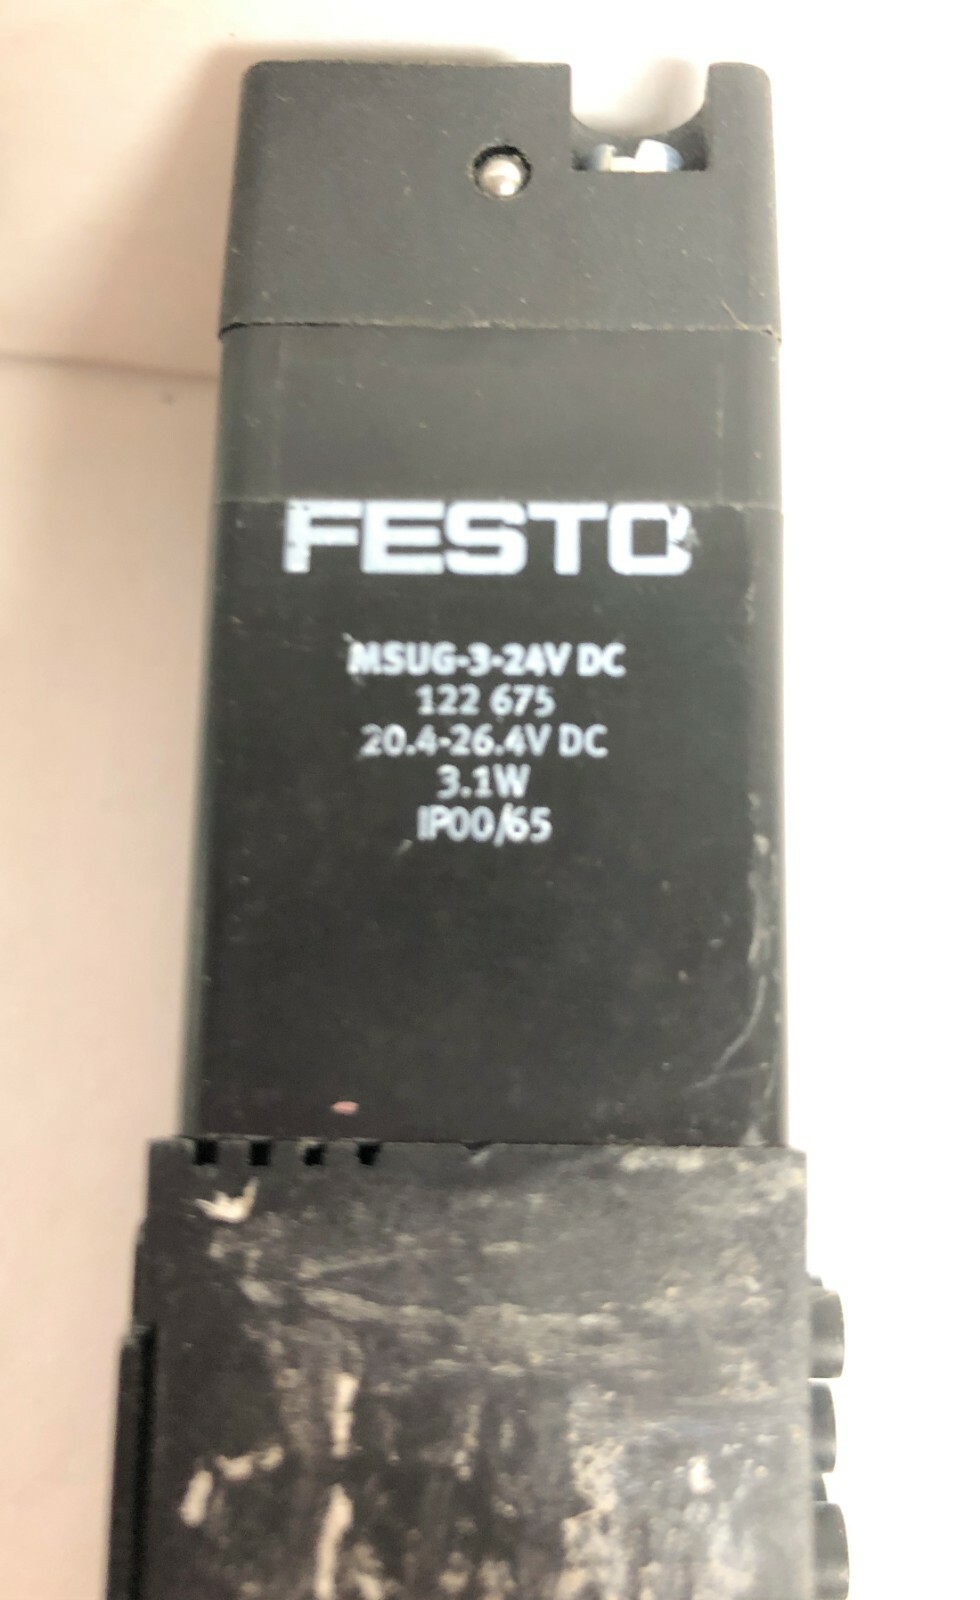 FESTO
MSUG-3-24V DC
122 675
20.4-26.4V DC
3.1W
IP00/65